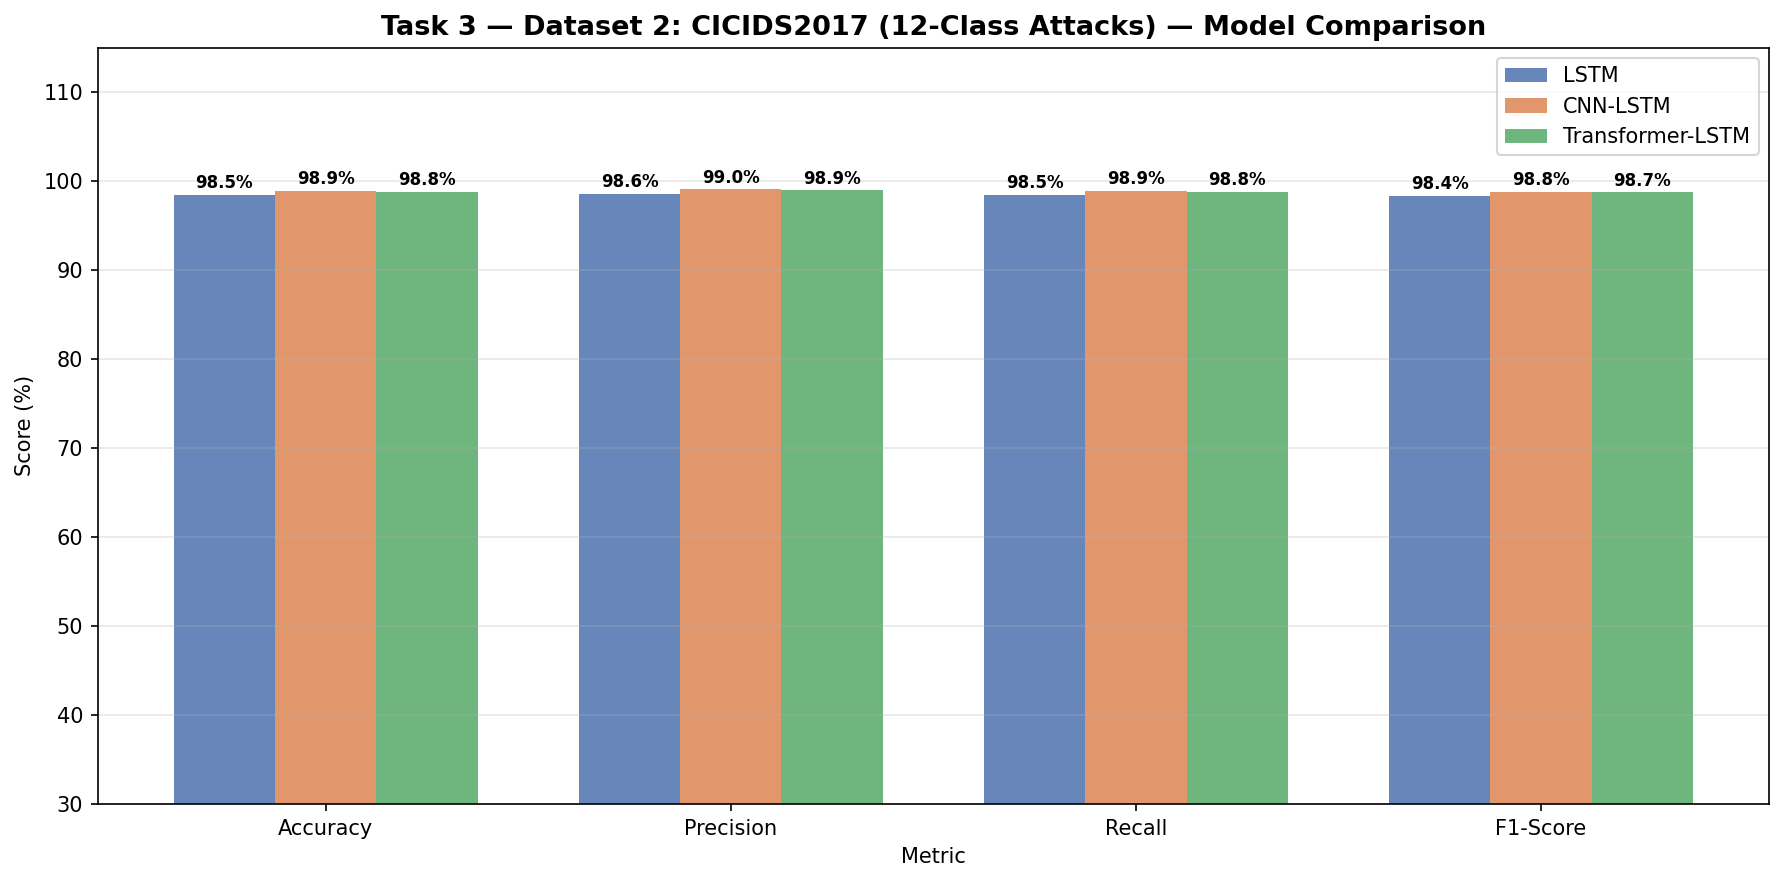 Task 3 — Dataset 2: CICIDS2017 (12-Class Attacks) — Model Comparison
LSTM
CNN-LSTM
Transformer-LSTM
Score (%)
110
100
90
80
70
60
50
40
30
98.5% 98.9% 98.8%
98.6% 99.0% 98.9%
98.5% 98.9% 98.8%
98.4% 98.8% 98.7%
Accuracy Precision Recall F1-Score
Metric